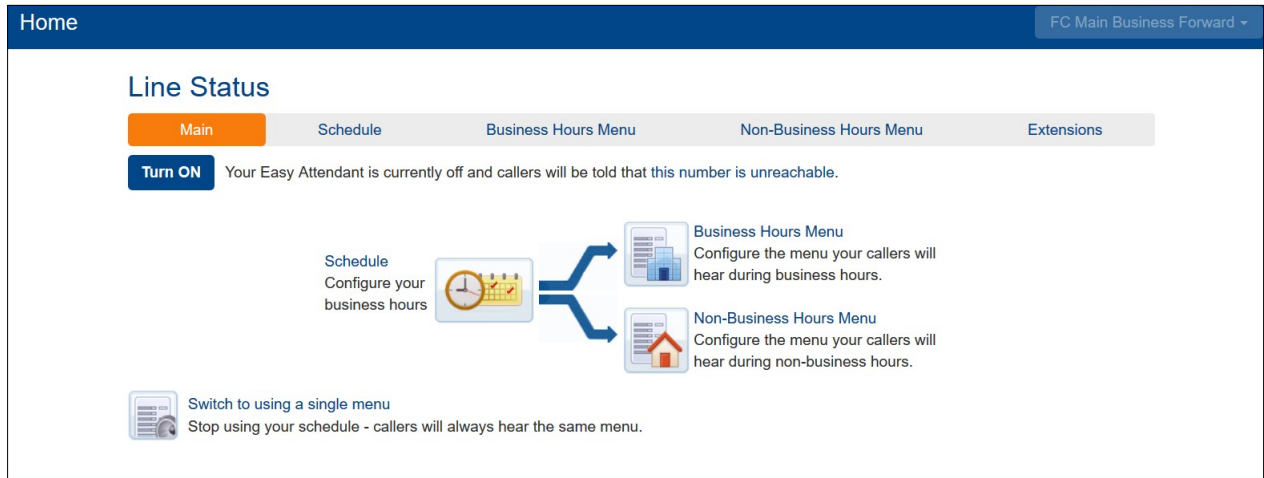 Home
FC Main Business Forward
Line Status
Main Schedule Business Hours Menu Non-Business Hours Menu Extensions
Turn ON Your Easy Attendant is currently off and callers will be told that this number is unreachable.
Schedule
Configure your
business hours
Business Hours Menu
Configure the menu your callers will
hear during business hours.
Non-Business Hours Menu
Configure the menu your callers will
hear during non-business hours.
Switch to using a single menu
Stop using your schedule - callers will always hear the same menu.